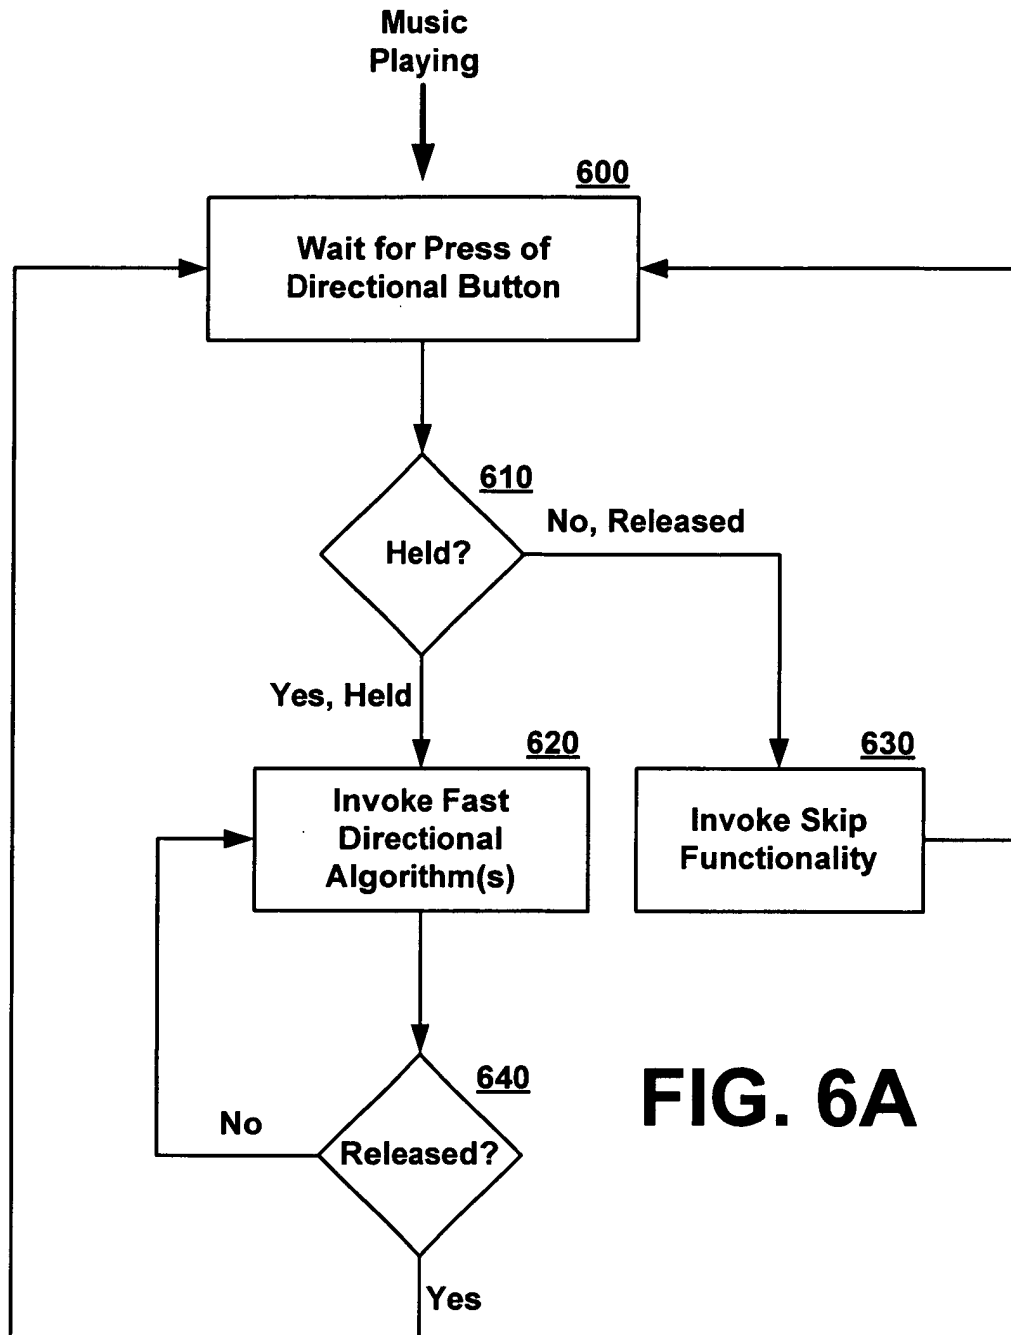 Music
Playing
600
Wait for Press of
Directional Button
610
Held?
No, Released
Yes, Held
620
Invoke Fast
Directional
Algorithm(s)
630
Invoke Skip
Functionality
640
Released?
No
Yes
FIG. 6A